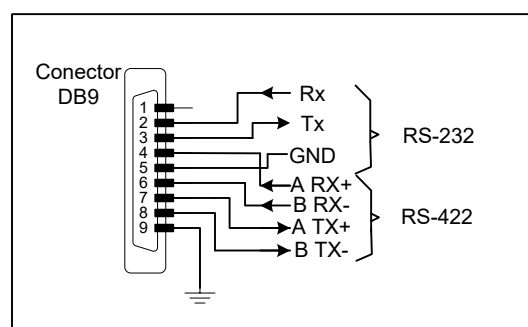 Conector
DB9
1
2
3
4
5
6
7
8
9
Rx
Tx
GND
A RX+
B RX-
A TX+
B TX-
RS-232
RS-422